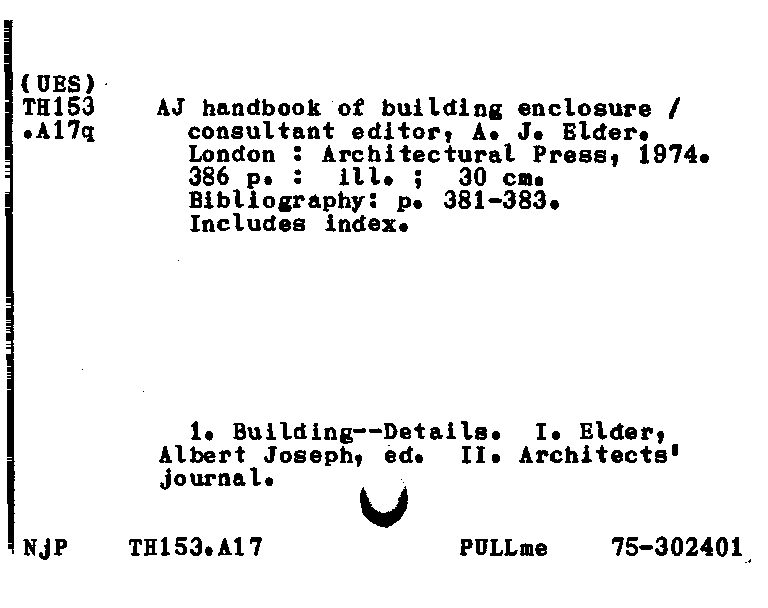 (UES)
TH153 AJ handbook of building enclosure /
.A17q consultant editor, A. J. Elder.
London : Architectural Press, 1974.
386 p. : ill. ; 30 cm.
Bibliography: p. 381-383.
Includes index.
1. Building--Details. I. Elder,
Albert Joseph, ed. II. Architects'
journal.
NjP TH153.A17 PULLme 75-302401